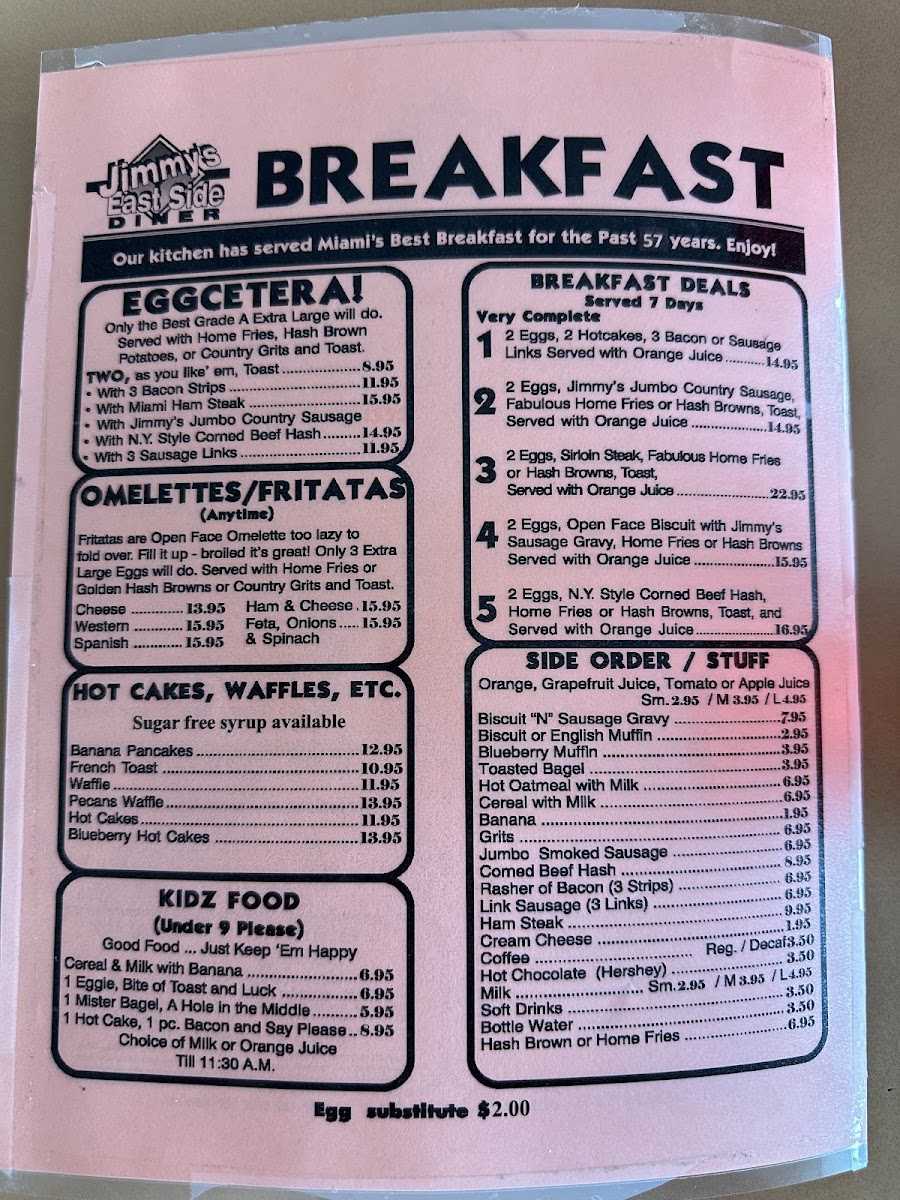 Jimmy's
East Side
DINER
BREAKFAST
Our kitchen has served Miami's Best Breakfast for the Past 57 years. Enjoy!
EGGCETERA!
Only the Best Grade A Extra Large will do.
Served with Home Fries, Hash Brown
Potatoes, or Country Grits and Toast.
TWO, as you like' em, Toast ..................8.95
• With 3 Bacon Strips ..................11.95
• With Miami Ham Steak ..................15.95
• With Jimmy's Jumbo Country Sausage
• With N.Y. Style Corned Beef Hash.........14.95
• With 3 Sausage Links ..................11.95
OMELETTES/FRITATAS
(Anytime)
Fritatas are Open Face Omelette too lazy to
fold over. Fill it up - broiled it's great! Only 3 Extra
Large Eggs will do. Served with Home Fries or
Golden Hash Browns or Country Grits and Toast.
Cheese ............ 13.95
Western ............ 15.95
Spanish ............ 15.95
Ham & Cheese . 15.95
Feta, Onions ..... 15.95
& Spinach
HOT CAKES, WAFFLES, ETC.
Sugar free syrup available
Banana Pancakes ..................12.95
French Toast ..................10.95
Waffle ..................11.95
Pecans Waffle..................13.95
Hot Cakes..................11.95
Blueberry Hot Cakes ..................13.95
KIDZ FOOD
(Under 9 Please)
Good Food ... Just Keep 'Em Happy
Cereal & Milk with Banana ..................6.95
1 Eggie, Bite of Toast and Luck ..................6.95
1 Mister Bagel, A Hole in the Middle ............5.95
1 Hot Cake, 1 pc. Bacon and Say Please..8.95
Choice of Milk or Orange Juice
Till 11:30 A.M.
BREAKFAST DEALS
Served 7 Days
Very Complete
1 2 Eggs, 2 Hotcakes, 3 Bacon or Sausage
Links Served with Orange Juice ..........14.95
2 2 Eggs, Jimmy's Jumbo Country Sausage,
Fabulous Home Fries or Hash Browns, Toast,
Served with Orange Juice ..................14.95
3 2 Eggs, Sirloin Steak, Fabulous Home Fries
or Hash Browns, Toast,
Served with Orange Juice ..................22.95
4 2 Eggs, Open Face Biscuit with Jimmy's
Sausage Gravy, Home Fries or Hash Browns
Served with Orange Juice ..................15.95
5 2 Eggs, N.Y. Style Corned Beef Hash,
Home Fries or Hash Browns, Toast, and
Served with Orange Juice..................16.95
SIDE ORDER / STUFF
Orange, Grapefruit Juice, Tomato or Apple Juice
Sm. 2.95 / M 3.95 / L 4.95
Biscuit "N" Sausage Gravy ..................7.95
Biscuit or English Muffin ..................2.95
Blueberry Muffin ..................3.95
Toasted Bagel ..................3.95
Hot Oatmeal with Milk ..................6.95
Cereal with Milk ..................6.95
Banana ..................1.95
Grits ..................6.95
Jumbo Smoked Sausage ..................6.95
Corned Beef Hash ..................8.95
Rasher of Bacon (3 Strips) ..................6.95
Link Sausage (3 Links) ..................6.95
Ham Steak ..................9.95
Cream Cheese ..................1.95
Coffee .................. Reg. / Decaf 3.50
Hot Chocolate (Hershey) ..................3.50
Milk .................. Sm. 2.95 / M 3.95 / L 4.95
Soft Drinks ..................3.50
Bottle Water ..................3.50
Hash Brown or Home Fries ..................6.95
Egg substitute $2.00